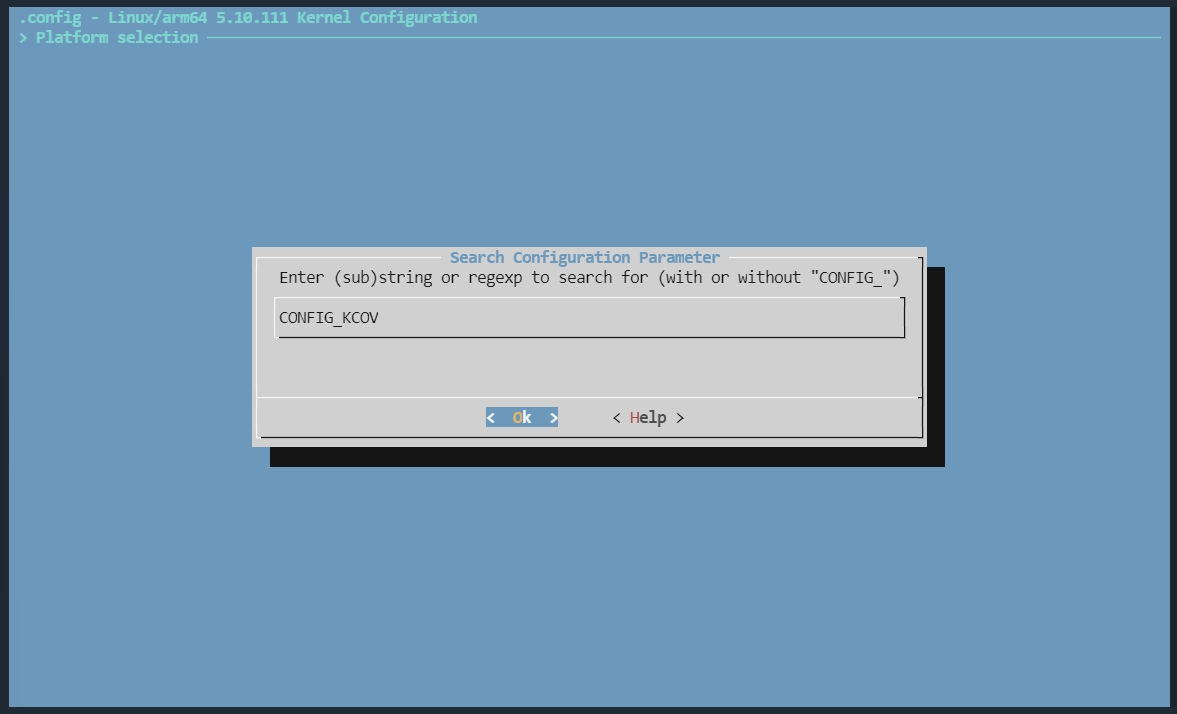 .config - Linux/arm64 5.10.111 Kernel Configuration
> Platform selection
Search Configuration Parameter
Enter (sub)string or regexp to search for (with or without "CONFIG_")
CONFIG_KCOV
< Ok > < Help >